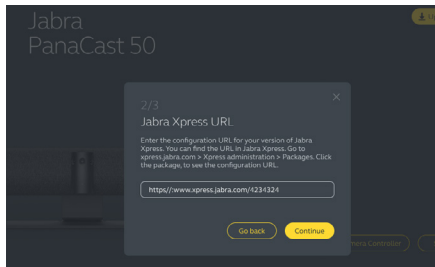 Jabra
PanaCast 50
2/3
Jabra Xpress URL
Enter the configuration URL for your version of Jabra
Xpress. You can find the URL in Jabra Xpress. Go to
xpress.jabra.com > Xpress administration > Packages. Click
the package, to see the configuration URL.
https//:www.xpress.jabra.com/4234324
Go back
Continue
Controller